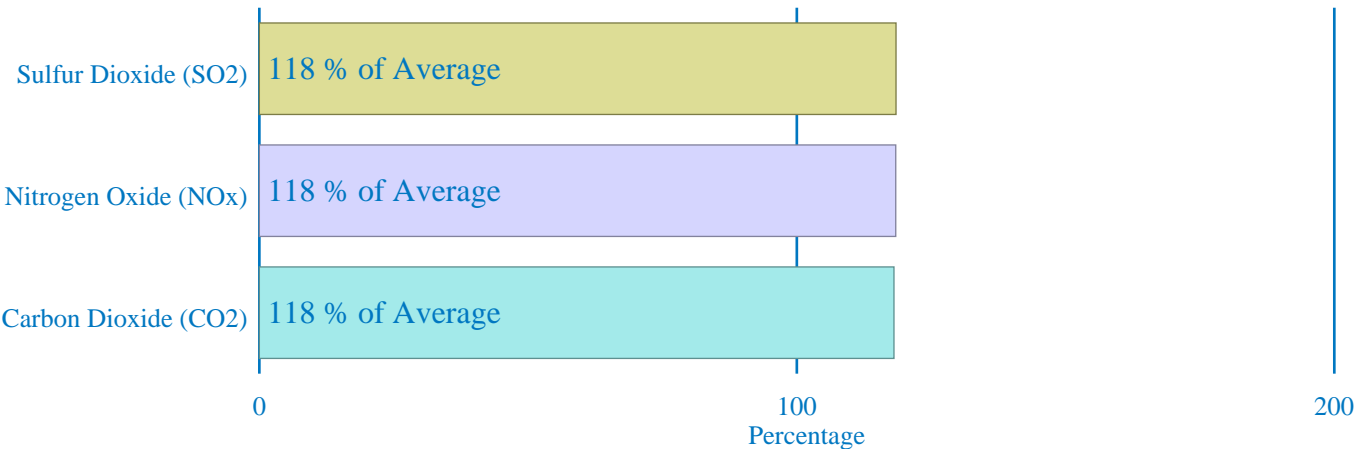 Sulfur Dioxide (SO2) 118 % of Average
Nitrogen Oxide (NOx) 118 % of Average
Carbon Dioxide (CO2) 118 % of Average
0 100 200
Percentage